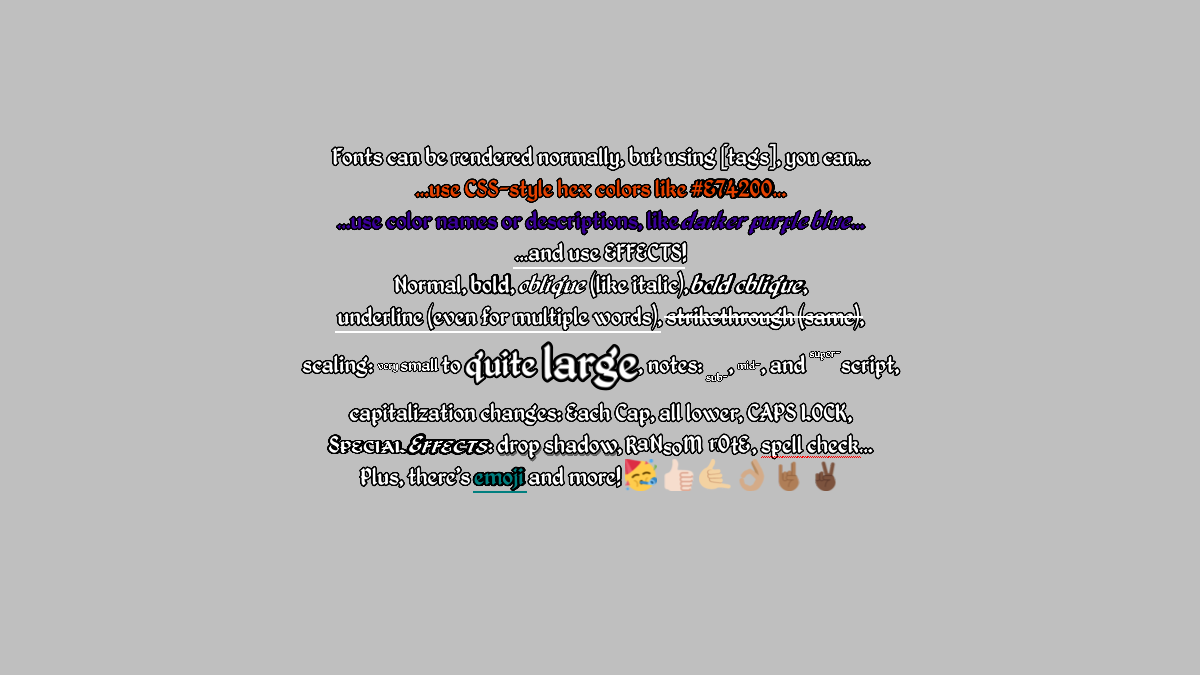 Fonts can be rendered normally, but using [tags], you can...
...use CSS-style hex colors like #E74200...
...use color names or descriptions, like darker purple blue...
...and use EFFECTS!
Normal, bold, oblique (like italic), bold oblique,
underline (even for multiple words), strikethrough (same),
scaling: very small to quite large, notes: sub-, mid-, and super- script,
capitalization changes: Each Cap, all lower, CAPS LOCK,
Special Effects: drop shadow, RaNsoM nOtE, spell check...
Plus, there's emoji and more! 🥳👍🏻🤙🏼👌🏽🤘🏾✌🏿